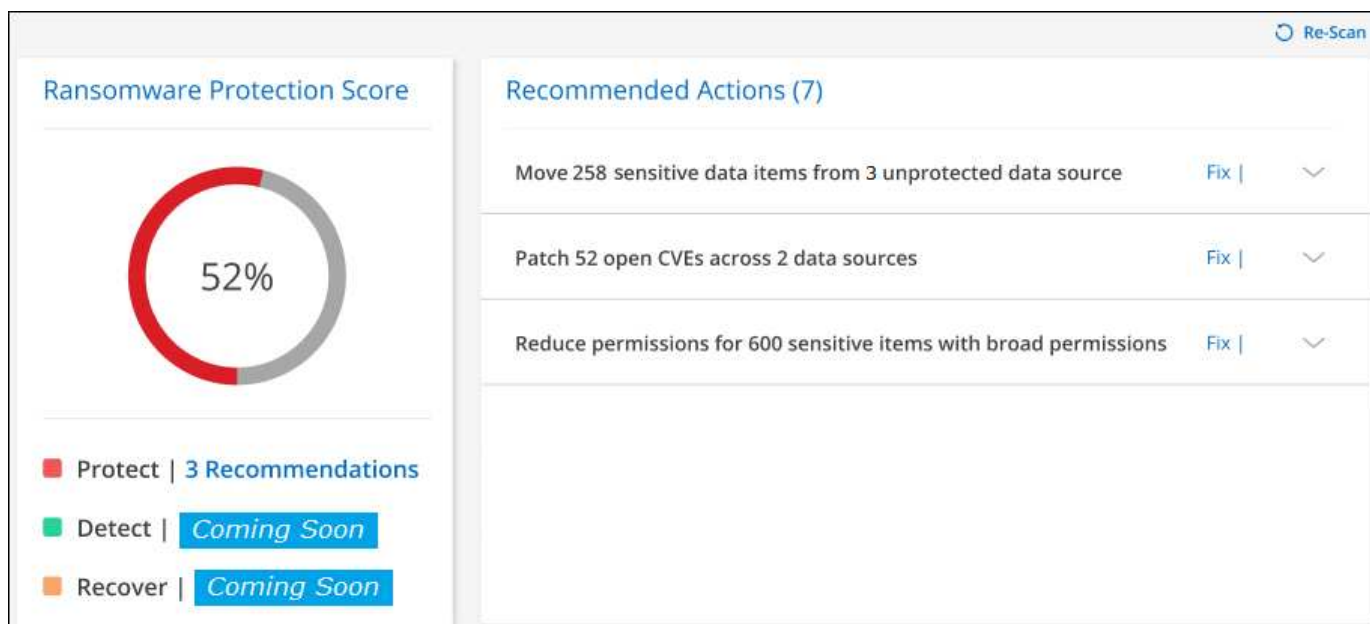 Re-Scan
Ransomware Protection Score
52%
Protect | 3 Recommendations
Detect | Coming Soon
Recover | Coming Soon
Recommended Actions (7)
Move 258 sensitive data items from 3 unprotected data source Fix |
Patch 52 open CVEs across 2 data sources Fix |
Reduce permissions for 600 sensitive items with broad permissions Fix |